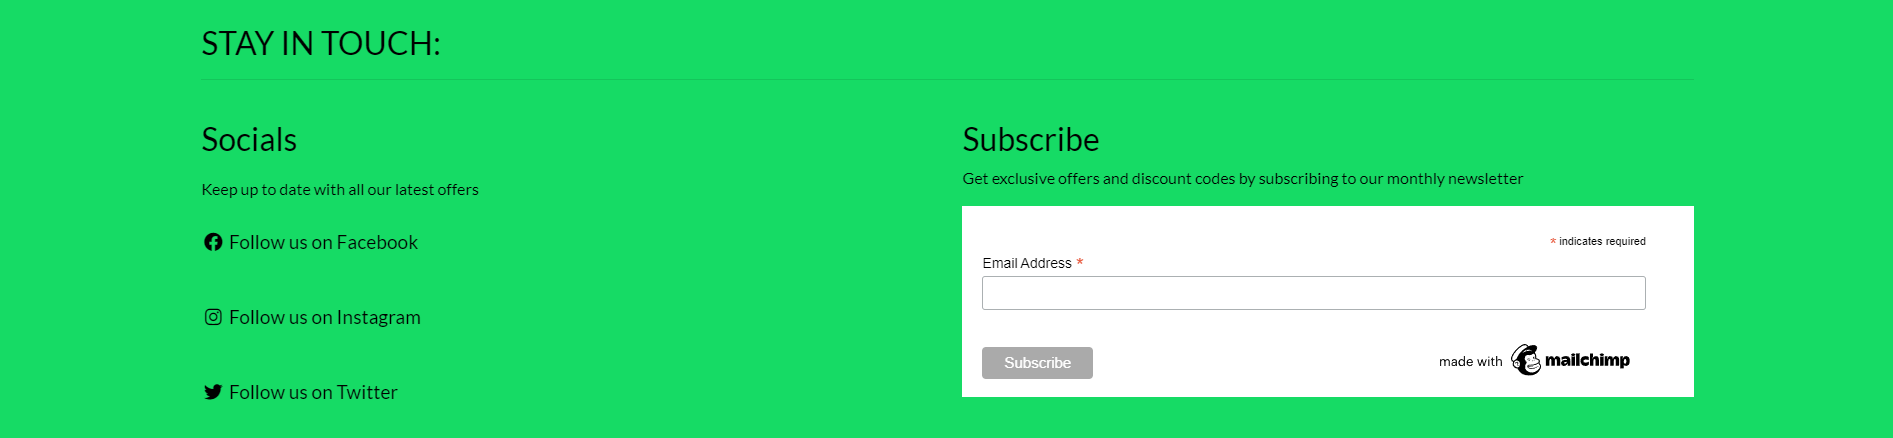 STAY IN TOUCH:
Socials
Keep up to date with all our latest offers
Follow us on Facebook
Follow us on Instagram
Follow us on Twitter
Subscribe
Get exclusive offers and discount codes by subscribing to our monthly newsletter
* indicates required
Email Address *
Subscribe
made with mailchimp